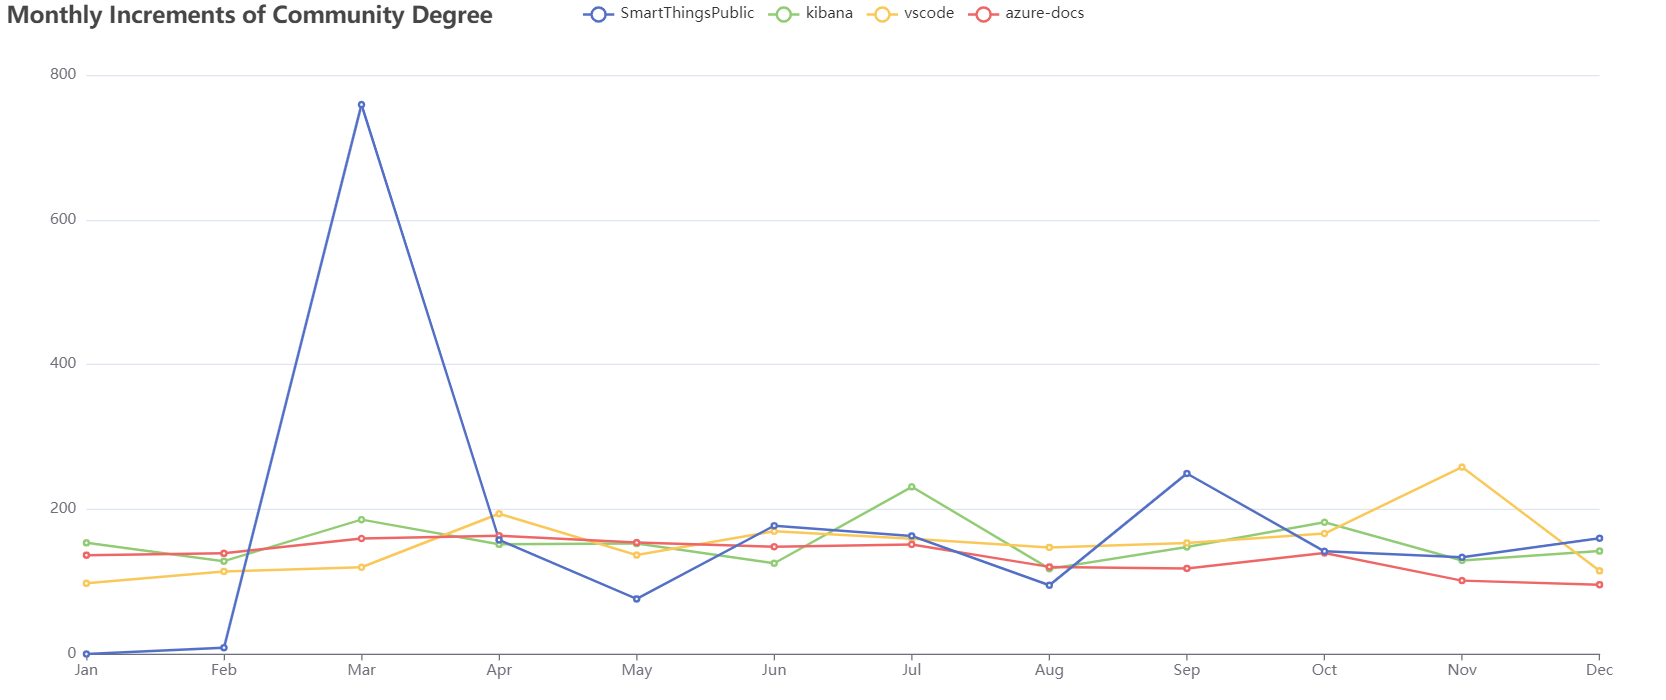 Monthly Increments of Community Degree
SmartThingsPublic kibana vscode azure-docs
800
600
400
200
0
Jan Feb Mar Apr May Jun Jul Aug Sep Oct Nov Dec